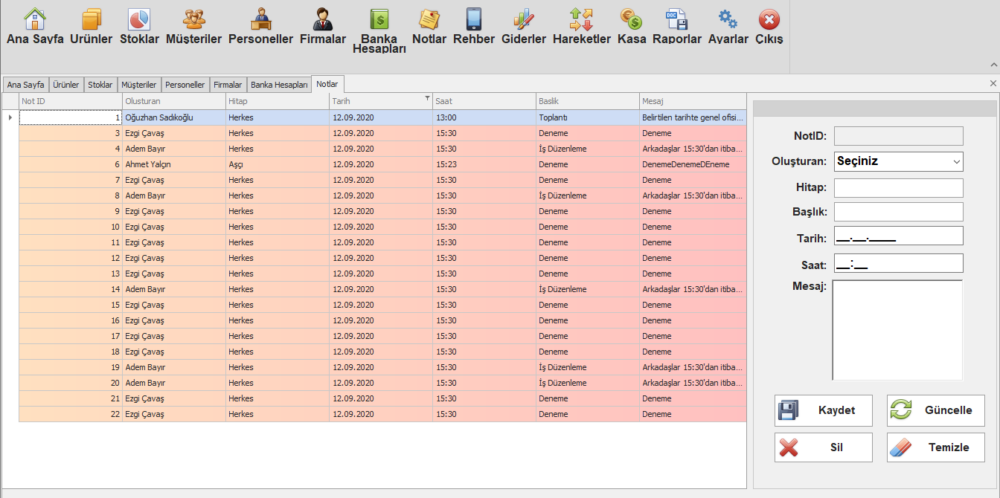 Ana Sayfa Urünler Stoklar Müşteriler Personeller Firmalar Banka Hesapları Notlar Rehber Giderler Hareketler Kasa Raporlar Ayarlar Çıkış
Ana Sayfa Ürünler Stoklar Müşteriler Personeller Firmalar Banka Hesapları Notlar
Not ID Olusturan Hitap Tarih Saat Baslik Mesaj
1 Oğuzhan Sadıkoğlu Herkes 12.09.2020 13:00 Toplantı Belirtilen tarihte genel ofisi...
3 Ezgi Çavaş Herkes 12.09.2020 15:30 Deneme Deneme
4 Adem Bayır Herkes 12.09.2020 15:30 İş Düzenleme Arkadaşlar 15:30'dan itiba...
6 Ahmet Yalçın Aşçı 12.09.2020 15:23 Deneme DenemeDenemeDEneme
7 Ezgi Çavaş Herkes 12.09.2020 15:30 Deneme Deneme
8 Adem Bayır Herkes 12.09.2020 15:30 İş Düzenleme Arkadaşlar 15:30'dan itiba...
9 Ezgi Çavaş Herkes 12.09.2020 15:30 Deneme Deneme
10 Ezgi Çavaş Herkes 12.09.2020 15:30 Deneme Deneme
11 Ezgi Çavaş Herkes 12.09.2020 15:30 Deneme Deneme
12 Ezgi Çavaş Herkes 12.09.2020 15:30 Deneme Deneme
13 Ezgi Çavaş Herkes 12.09.2020 15:30 Deneme Deneme
14 Adem Bayır Herkes 12.09.2020 15:30 İş Düzenleme Arkadaşlar 15:30'dan itiba...
15 Ezgi Çavaş Herkes 12.09.2020 15:30 Deneme Deneme
16 Ezgi Çavaş Herkes 12.09.2020 15:30 Deneme Deneme
17 Ezgi Çavaş Herkes 12.09.2020 15:30 Deneme Deneme
18 Ezgi Çavaş Herkes 12.09.2020 15:30 Deneme Deneme
19 Adem Bayır Herkes 12.09.2020 15:30 İş Düzenleme Arkadaşlar 15:30'dan itiba...
20 Adem Bayır Herkes 12.09.2020 15:30 İş Düzenleme Arkadaşlar 15:30'dan itiba...
21 Ezgi Çavaş Herkes 12.09.2020 15:30 Deneme Deneme
22 Ezgi Çavaş Herkes 12.09.2020 15:30 Deneme Deneme
NotID:
Oluşturan: Seçiniz
Hitap:
Başlık:
Tarih: __.__.____
Saat: __:__
Mesaj:
Kaydet Güncelle
Sil Temizle